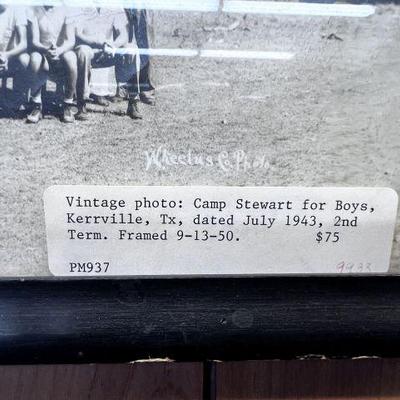 Wheelus Photo
Vintage photo: Camp Stewart for Boys,
Kerrville, Tx, dated July 1943, 2nd
Term. Framed 9-13-50. $75
PM937 9933